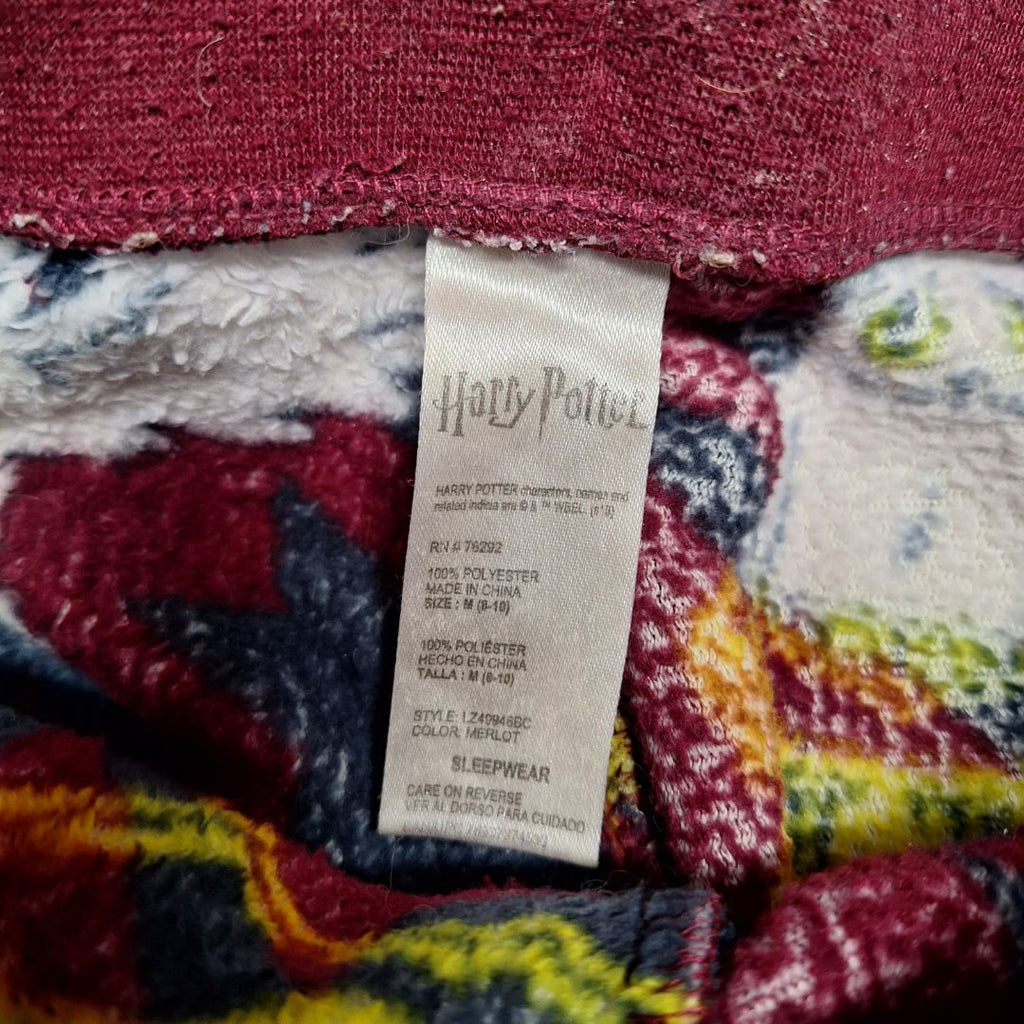 Harry Potter
HARRY POTTER characters, names and
related indicia are © & ™ WBEI. (s18)
RN # 76292
100% POLYESTER
MADE IN CHINA
SIZE : M (8-10)
100% POLIÉSTER
HECHO EN CHINA
TALLA : M (8-10)
STYLE: LZ49946BC
COLOR: MERLOT
SLEEPWEAR
CARE ON REVERSE
VER AL DORSO PARA CUIDADO